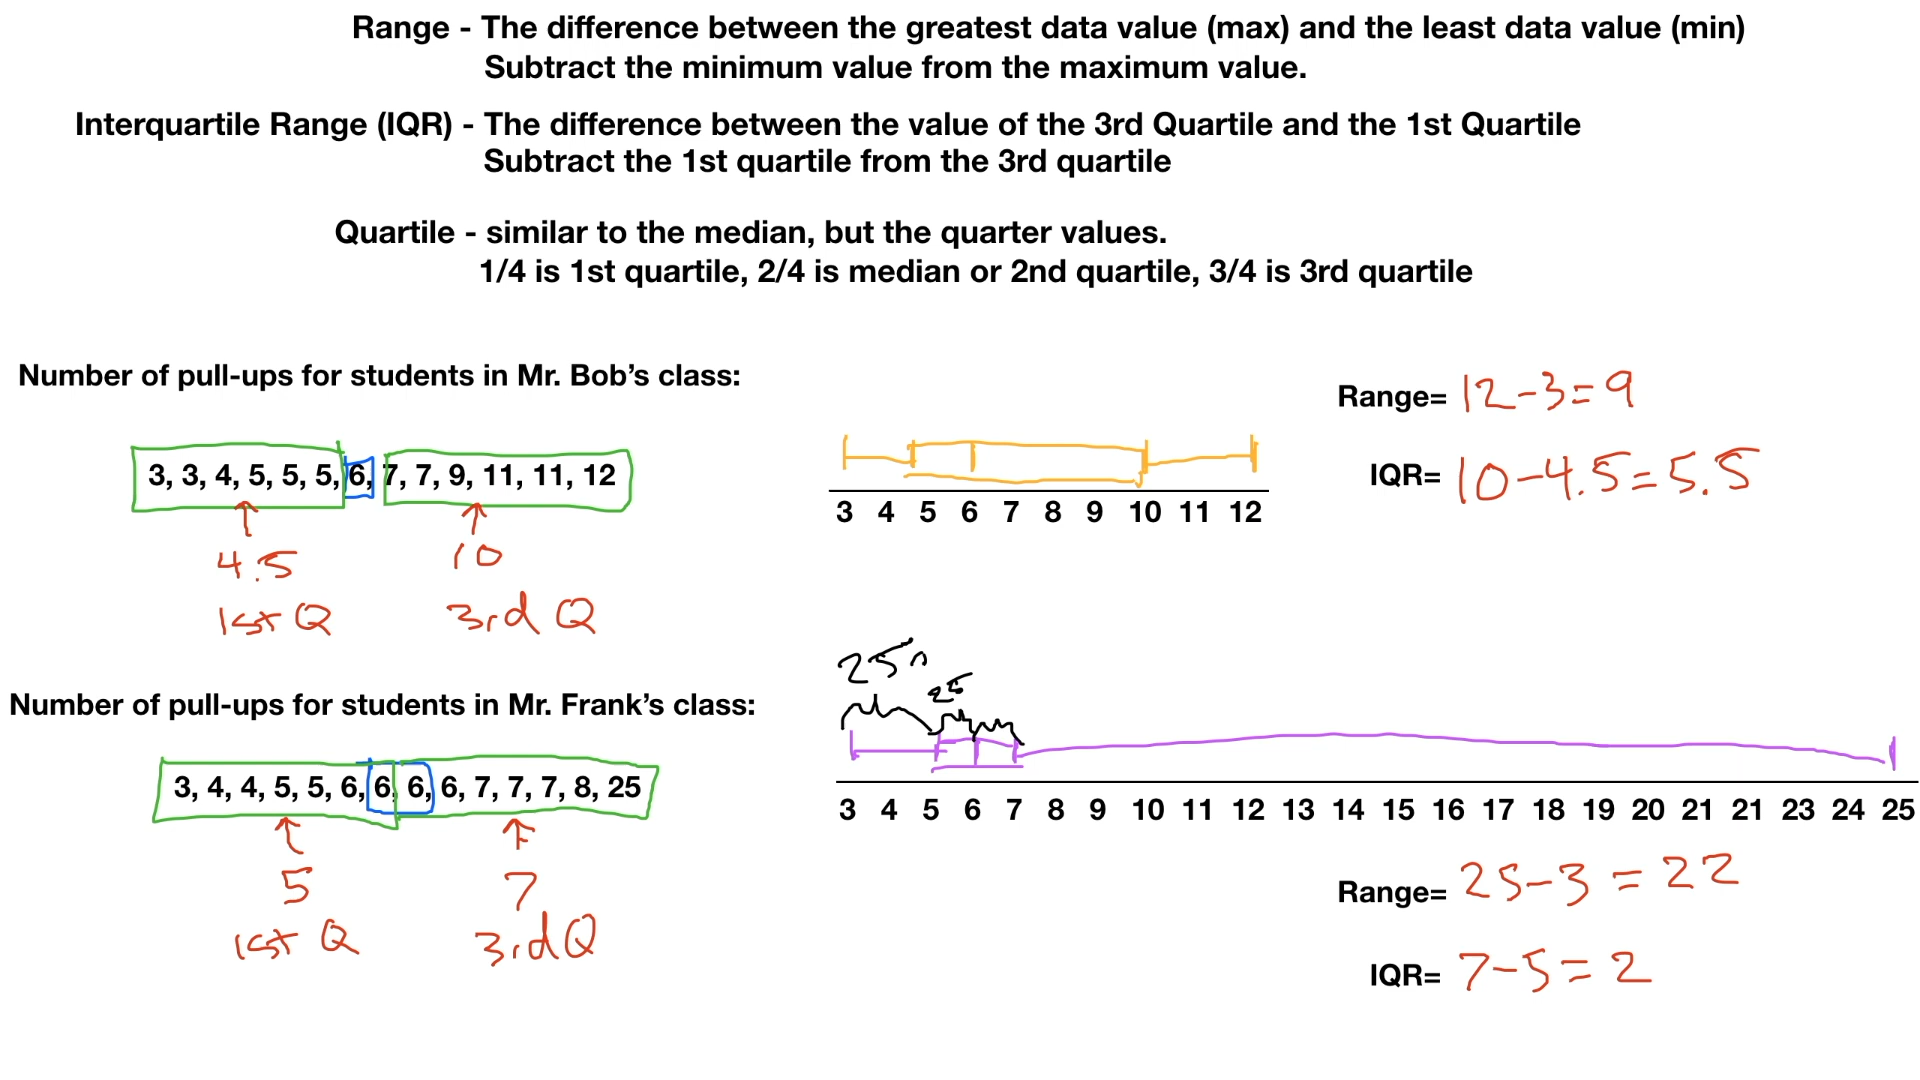 Range - The difference between the greatest data value (max) and the least data value (min)
Subtract the minimum value from the maximum value.
Interquartile Range (IQR) - The difference between the value of the 3rd Quartile and the 1st Quartile
Subtract the 1st quartile from the 3rd quartile
Quartile - similar to the median, but the quarter values.
1/4 is 1st quartile, 2/4 is median or 2nd quartile, 3/4 is 3rd quartile
Number of pull-ups for students in Mr. Bob’s class:
3, 3, 4, 5, 5, 5, 6, 7, 7, 9, 11, 11, 12
4.5
10
1st Q
3rd Q
3 4 5 6 7 8 9 10 11 12
Range= 12-3=9
IQR= 10-4.5=5.5
Number of pull-ups for students in Mr. Frank’s class:
3, 4, 4, 5, 5, 6, 6, 6, 6, 7, 7, 7, 8, 25
5
7
1st Q
3rd Q
25
25
3 4 5 6 7 8 9 10 11 12 13 14 15 16 17 18 19 20 21 21 23 24 25
Range= 25-3=22
IQR= 7-5=2